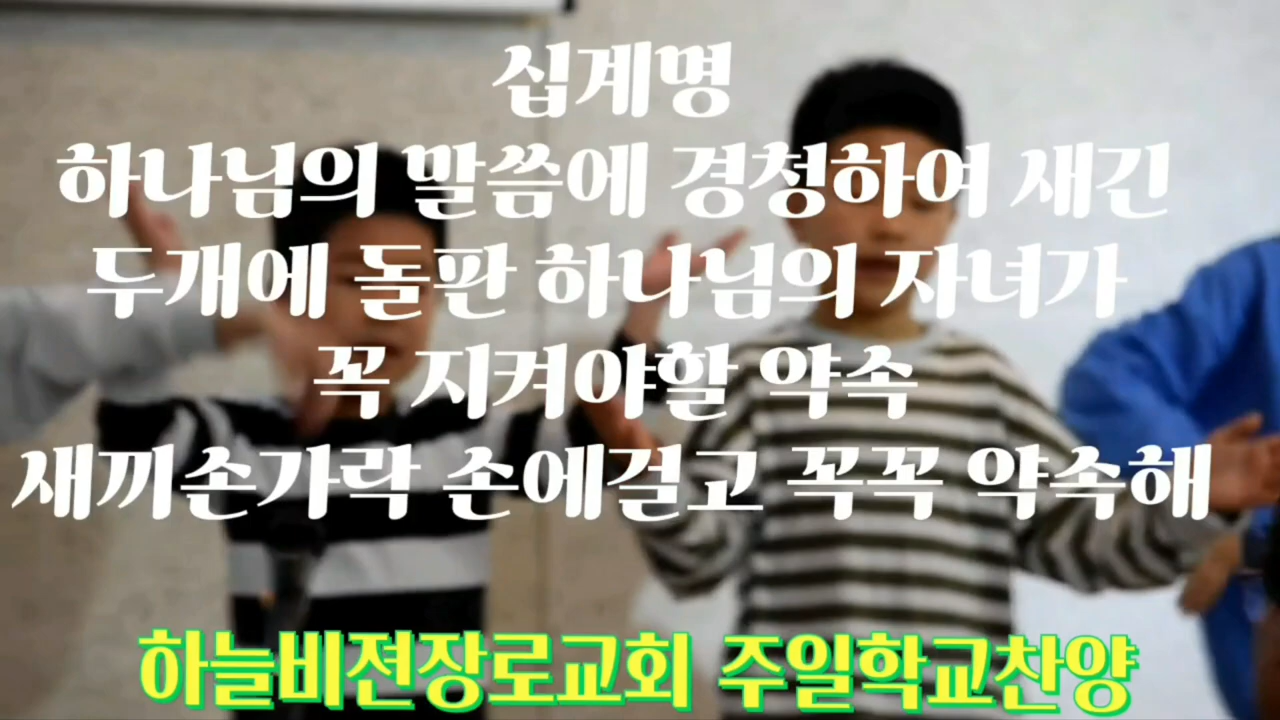 십계명
하나님의 말씀에 경청하여 새긴
두개에 돌판 하나님의 자녀가
꼭 지켜야할 약속
새끼손가락 손에걸고 꼭꼭 약속해
하늘비젼장로교회 주일학교찬양